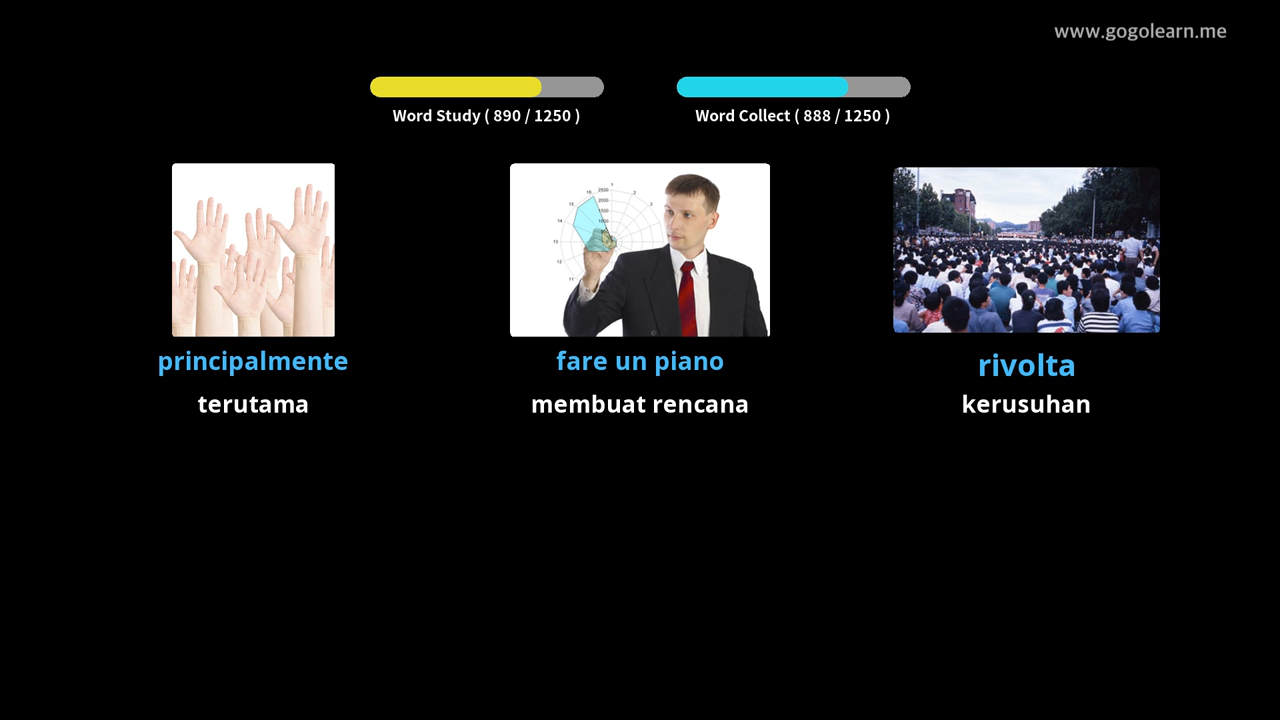 www.gogolearn.me
Word Study ( 890 / 1250 )
Word Collect ( 888 / 1250 )
principalmente
terutama
fare un piano
membuat rencana
rivolta
kerusuhan